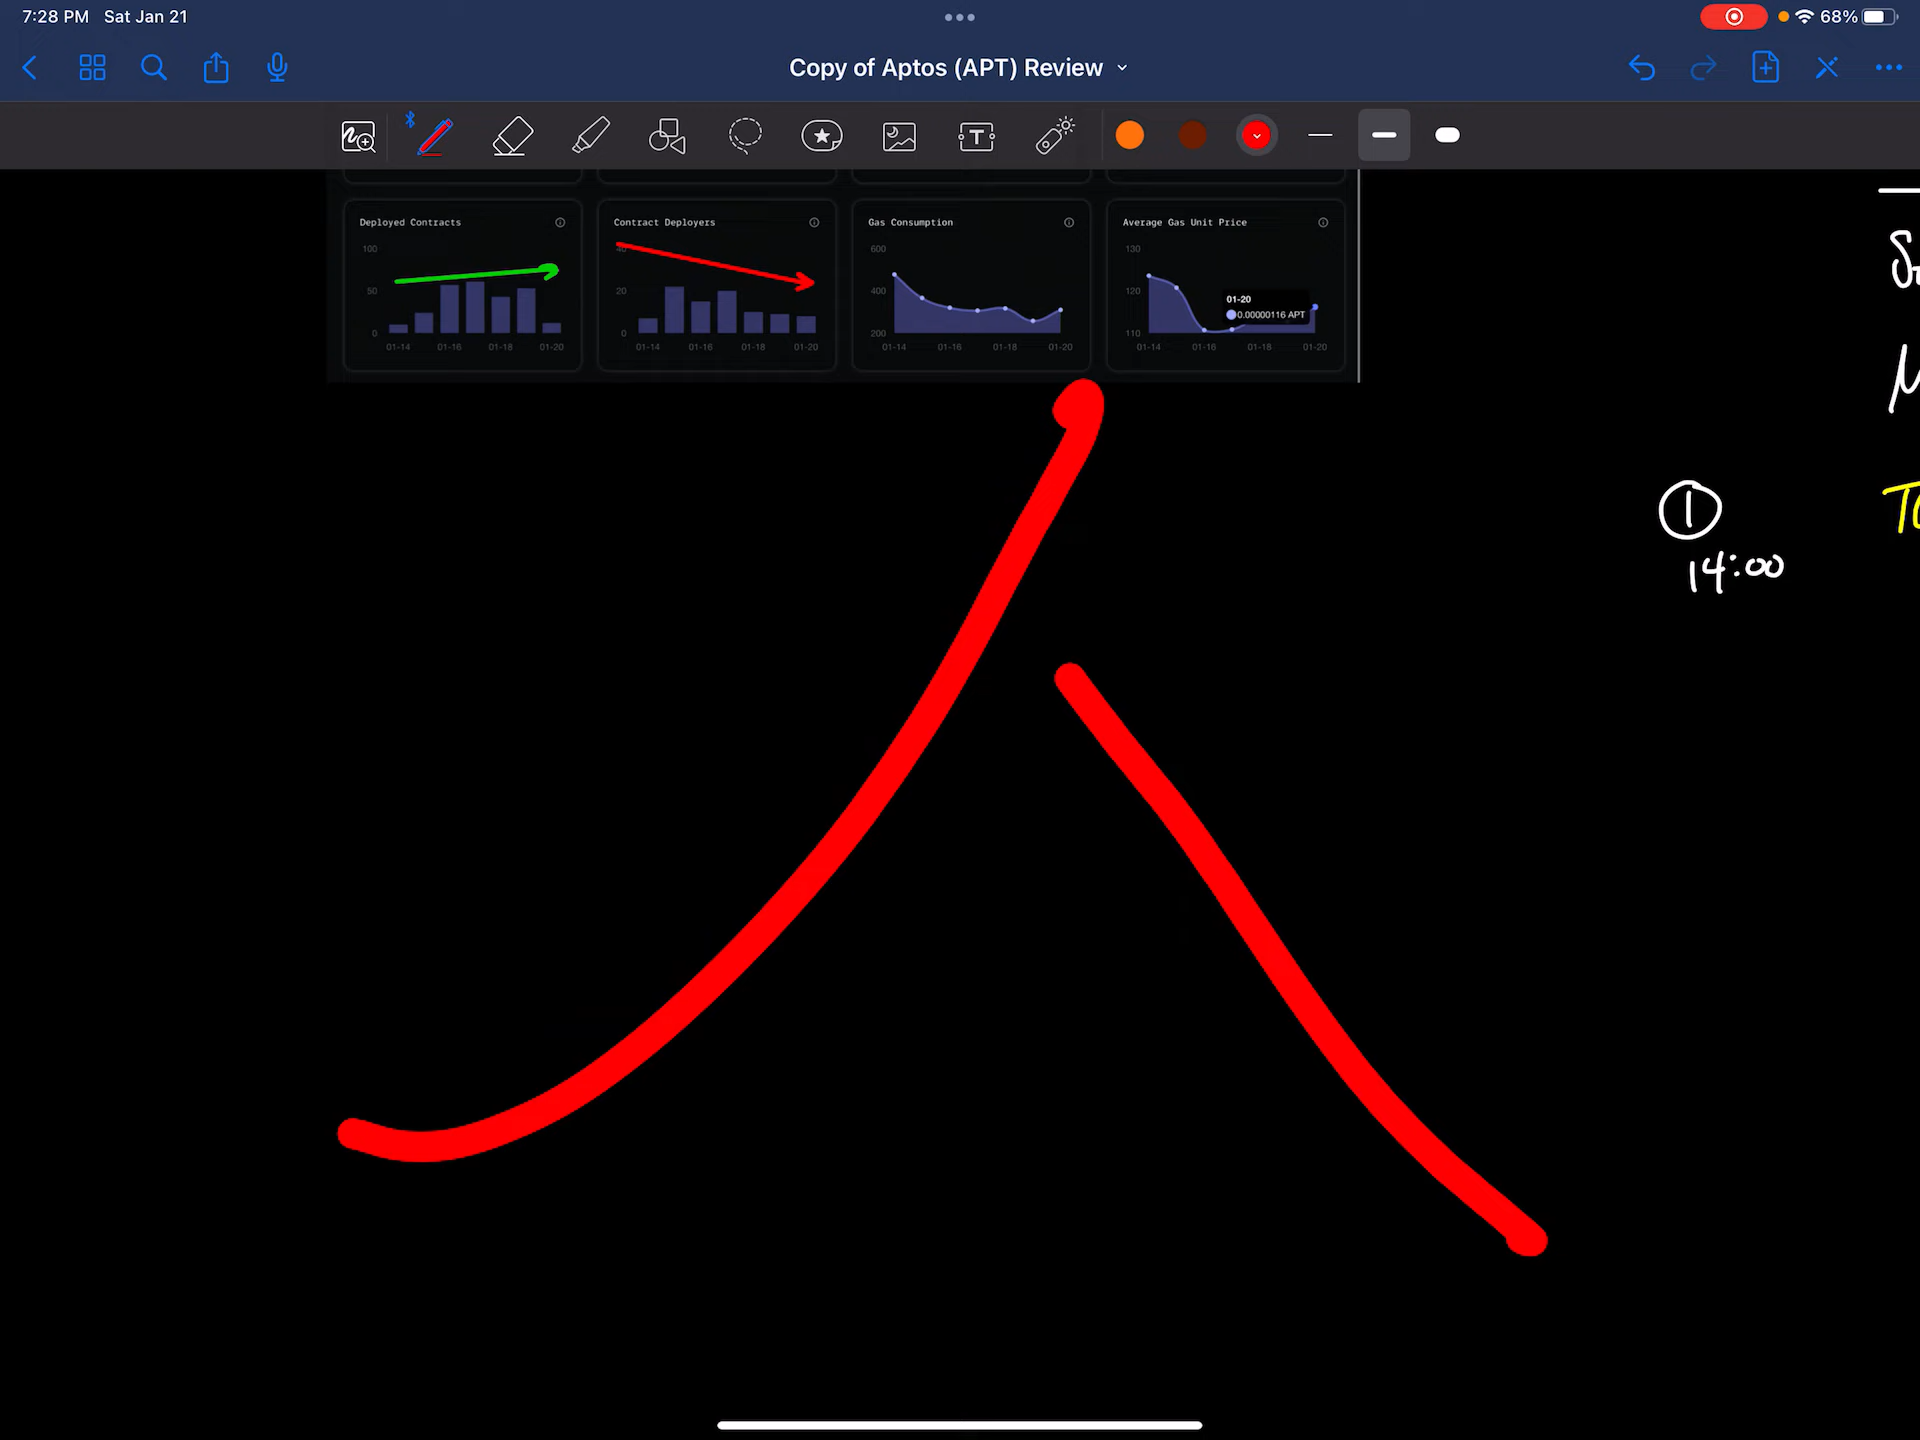 7:28 PM Sat Jan 21
68%
Copy of Aptos (APT) Review
T
Deployed Contracts
100
50
0
01-14 01-16 01-18 01-20
Contract Deployers
40
20
0
01-14 01-16 01-18 01-20
Gas Consumption
600
400
200
01-14 01-16 01-18 01-20
Average Gas Unit Price
130
120
110
01-20
0.00000116 APT
01-14 01-16 01-18 01-20
1
14:00